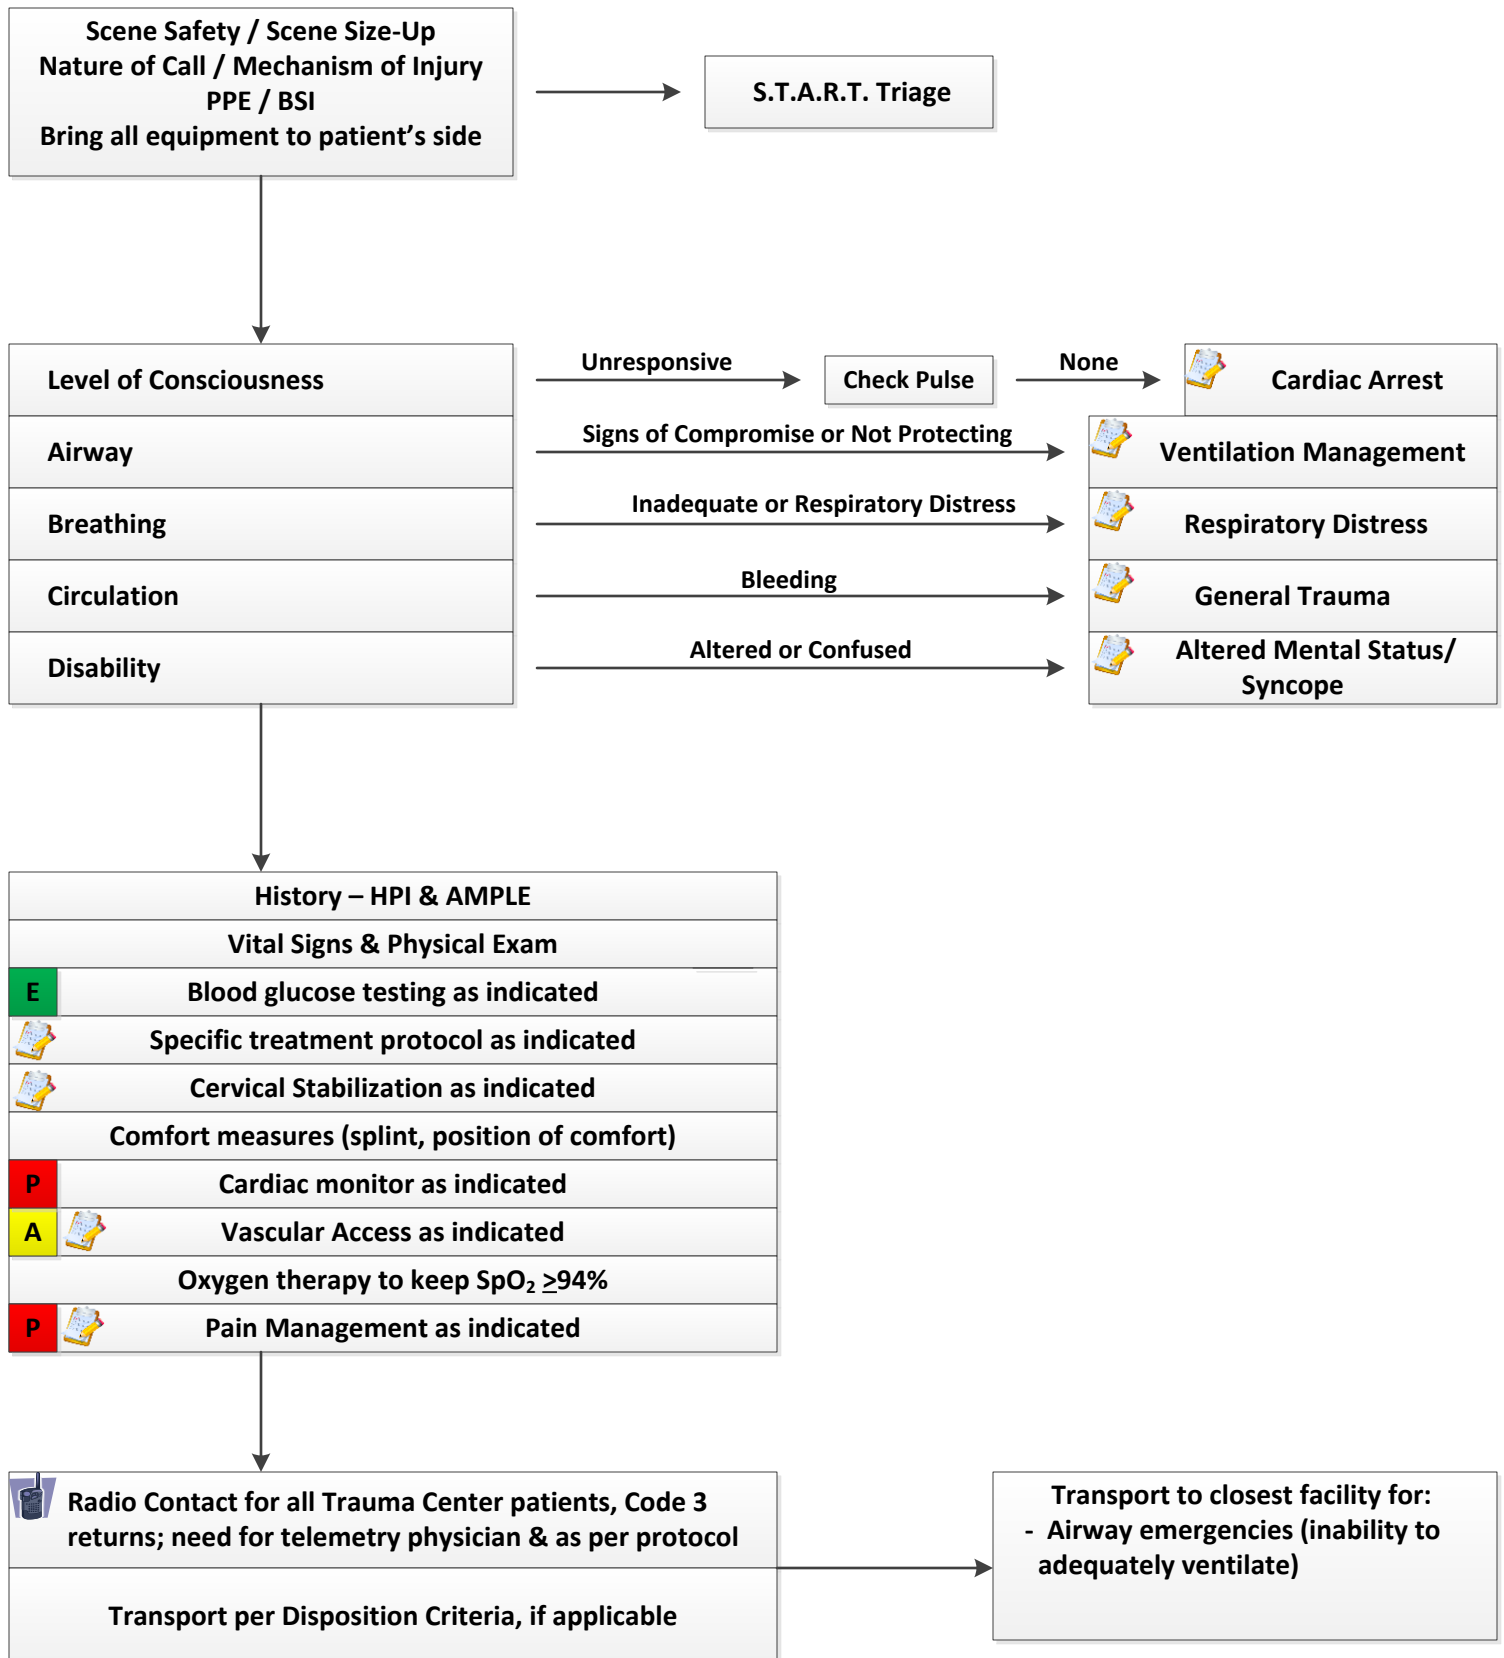 Scene Safety / Scene Size-Up
Nature of Call / Mechanism of Injury
PPE / BSI
Bring all equipment to patient’s side
S.T.A.R.T. Triage
Level of Consciousness
Unresponsive
Check Pulse
None
Cardiac Arrest
Airway
Signs of Compromise or Not Protecting
Ventilation Management
Breathing
Inadequate or Respiratory Distress
Respiratory Distress
Circulation
Bleeding
General Trauma
Disability
Altered or Confused
Altered Mental Status/
Syncope
History – HPI & AMPLE
Vital Signs & Physical Exam
E Blood glucose testing as indicated
Specific treatment protocol as indicated
Cervical Stabilization as indicated
Comfort measures (splint, position of comfort)
P Cardiac monitor as indicated
A Vascular Access as indicated
Oxygen therapy to keep SpO₂ ≥94%
P Pain Management as indicated
Radio Contact for all Trauma Center patients, Code 3
returns; need for telemetry physician & as per protocol
Transport per Disposition Criteria, if applicable
Transport to closest facility for:
- Airway emergencies (inability to
adequately ventilate)